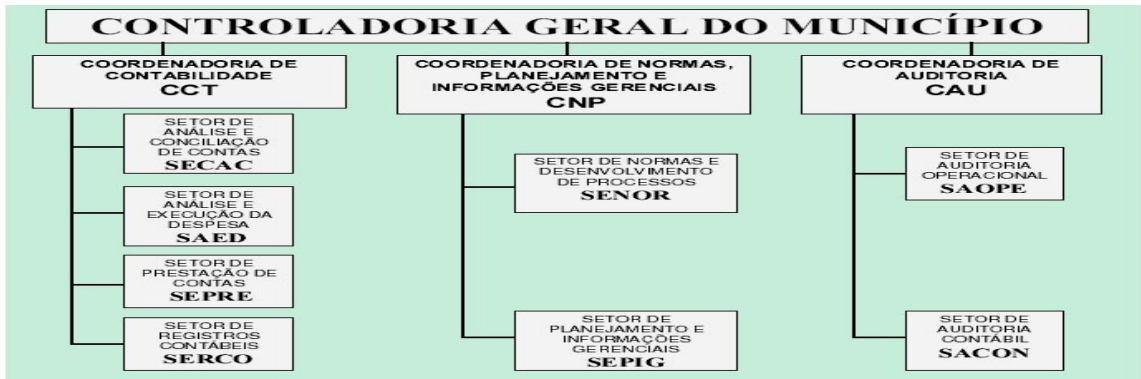 CONTROLADORIA GERAL DO MUNICÍPIO
COORDENADORIA DE
CONTABILIDADE
CCT
SETOR DE
ANÁLISE E
CONCILIAÇÃO
DE CONTAS
SECAC
SETOR DE
ANÁLISE E
EXECUÇÃO DA
DESPESA
SAED
SETOR DE
PRESTAÇÃO DE
CONTAS
SEPRE
SETOR DE
REGISTROS
CONTÁBEIS
SERCO
COORDENADORIA DE NORMAS,
PLANEJAMENTO E
INFORMAÇÕES GERENCIAIS
CNP
SETOR DE NORMAS E
DESENVOLVIMENTO
DE PROCESSOS
SENOR
SETOR DE
PLANEJAMENTO E
INFORMAÇÕES
GERENCIAIS
SEPIG
COORDENADORIA DE
AUDITORIA
CAU
SETOR DE
AUDITORIA
OPERACIONAL
SAOPE
SETOR DE
AUDITORIA
CONTÁBIL
SACON